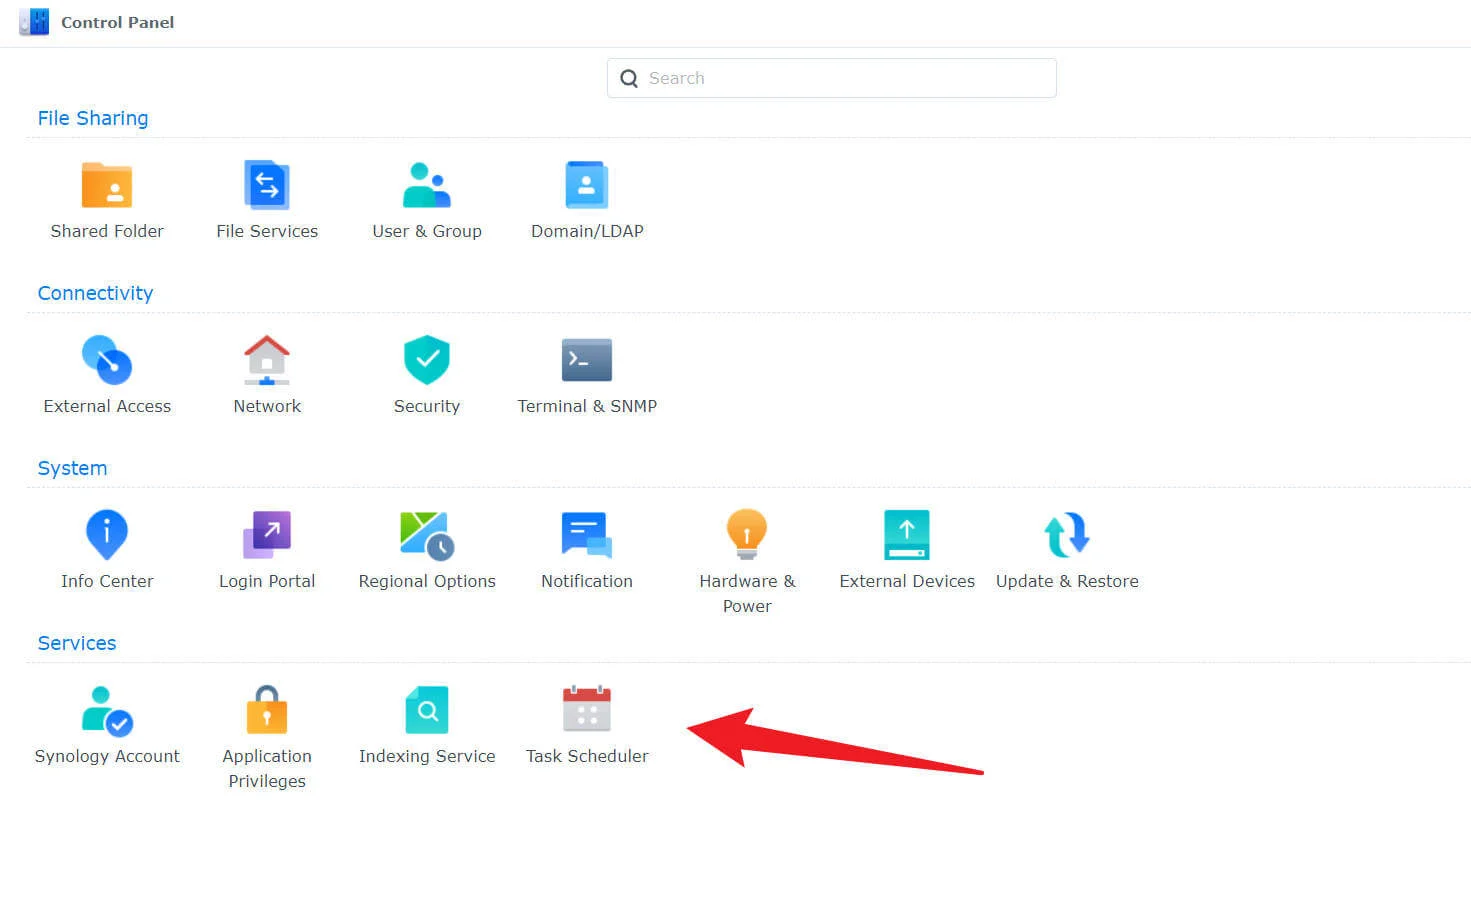 Control Panel
Search
File Sharing
Shared Folder
File Services
User & Group
Domain/LDAP
Connectivity
External Access
Network
Security
Terminal & SNMP
System
Info Center
Login Portal
Regional Options
Notification
Hardware &
Power
External Devices
Update & Restore
Services
Synology Account
Application
Privileges
Indexing Service
Task Scheduler